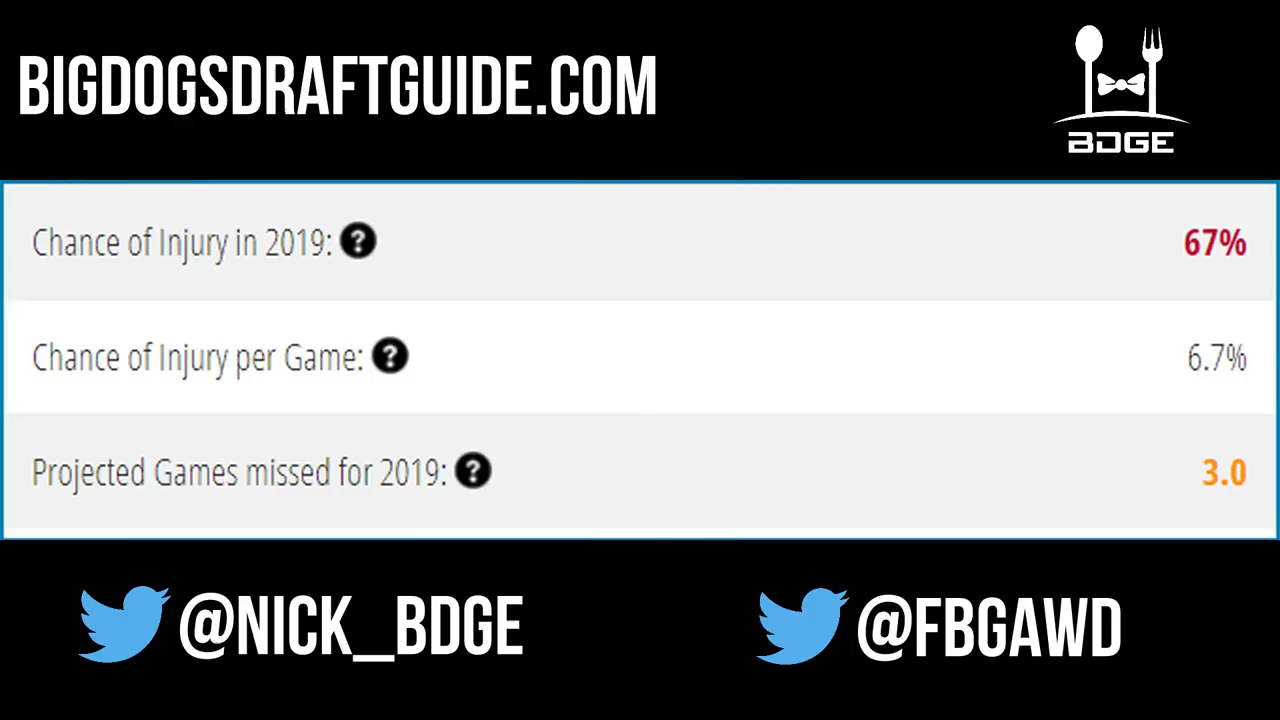 BIGDOGSDRAFTGUIDE.COM
BDGE
Chance of Injury in 2019: ?
67%
Chance of Injury per Game: ?
6.7%
Projected Games missed for 2019: ?
3.0
@NICK__BDGE
@FBGAWD